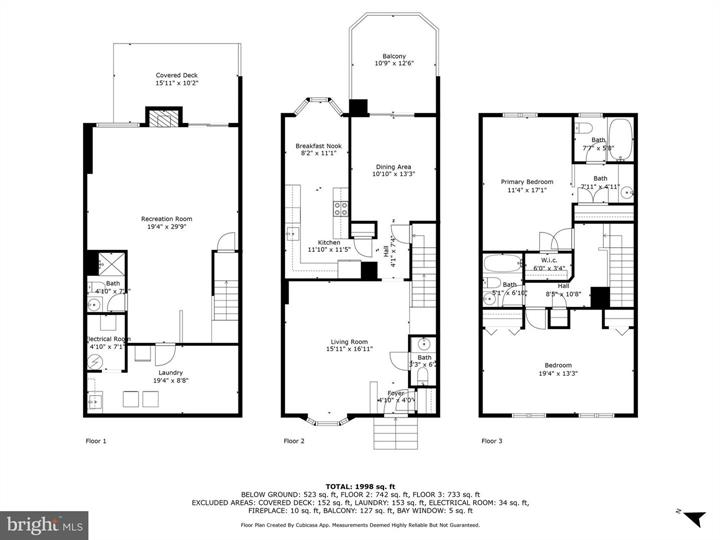 Covered Deck
15'11" x 10'2"
Recreation Room
19'4" x 29'9"
Bath
Electrical Room
4'10" x 7'1"
Laundry
19'4" x 8'8"
Floor 1
Balcony
10'9" x 12'6"
Breakfast Nook
8'2" x 11'1"
Dining Area
10'10" x 13'3"
Kitchen
11'10" x 11'5"
Hall
4'1" x 7'4"
Living Room
15'11" x 16'11"
Bath
Foyer
4'10" x 4'0"
Floor 2
Bath
7'7" x 5'8"
Primary Bedroom
11'4" x 17'1"
Bath
7'11" x 4'11"
W.i.c.
6'0" x 3'4"
Bath
5'1" x 6'10"
Hall
8'5" x 10'8"
Bedroom
19'4" x 13'3"
Floor 3
TOTAL: 1998 sq. ft
BELOW GROUND: 523 sq. ft, FLOOR 2: 742 sq. ft, FLOOR 3: 733 sq. ft
EXCLUDED AREAS: COVERED DECK: 152 sq. ft, LAUNDRY: 153 sq. ft, ELECTRICAL ROOM: 34 sq. ft,
FIREPLACE: 10 sq. ft, BALCONY: 127 sq. ft, BAY WINDOW: 5 sq. ft
Floor Plan Created By Cubicasa App. Measurements Deemed Highly Reliable But Not Guaranteed.
bright MLS
N